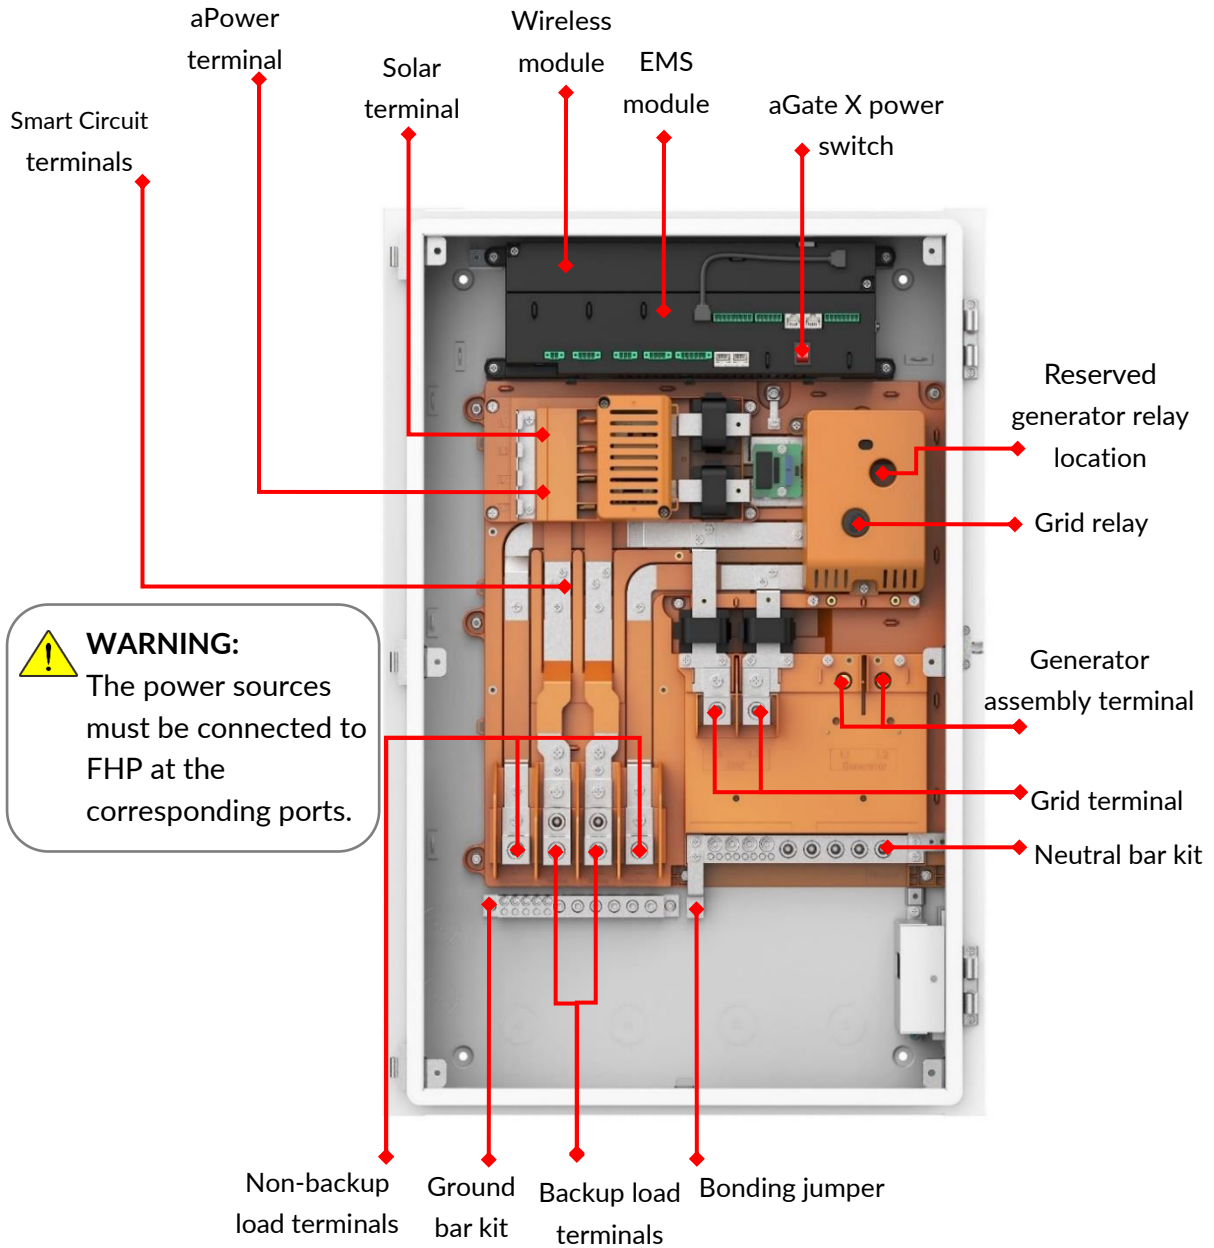 aPower
terminal
Wireless
module
Solar
terminal
EMS
module
aGate X power
switch
Smart Circuit
terminals
Reserved
generator relay
location
Grid relay
WARNING:
The power sources
must be connected to
FHP at the
corresponding ports.
Generator
assembly terminal
Grid terminal
Neutral bar kit
Non-backup
load terminals
Ground
bar kit
Backup load
terminals
Bonding jumper